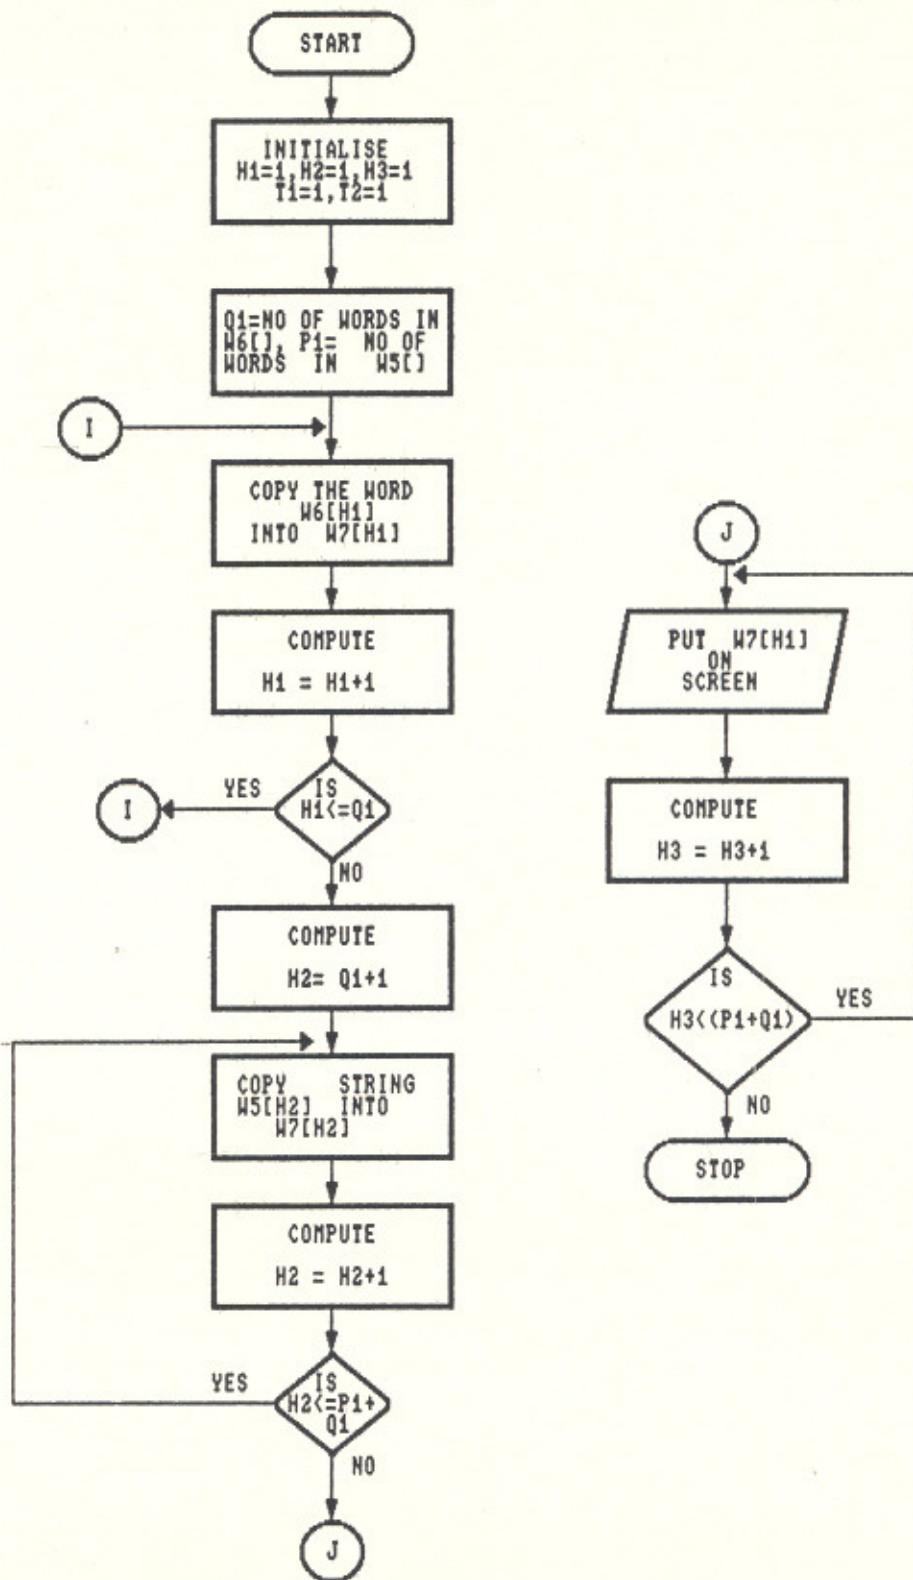 START
INITIALISE
H1=1,H2=1,H3=1
T1=1,T2=1
Q1=NO OF WORDS IN
W6[], P1= NO OF
WORDS IN W5[]
I
COPY THE WORD
W6[H1]
INTO W7[H1]
COMPUTE
H1 = H1+1
IS
H1<=Q1
YES
I
NO
COMPUTE
H2= Q1+1
COPY STRING
W5[H2] INTO
W7[H2]
COMPUTE
H2 = H2+1
IS
H2<=P1+
Q1
YES
NO
J
J
PUT W7[H1]
ON
SCREEN
COMPUTE
H3 = H3+1
IS
H3<(P1+Q1)
YES
NO
STOP